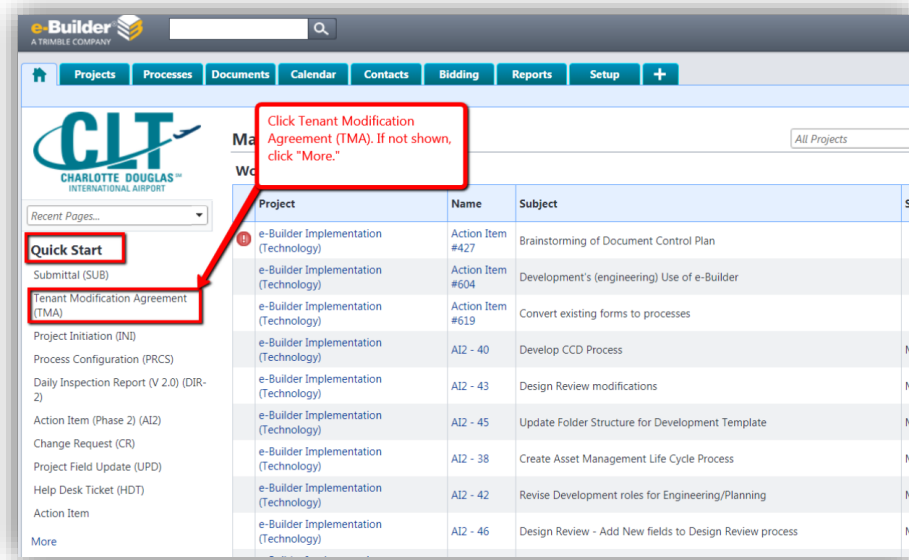 e-Builder
A TRIMBLE COMPANY
Projects Processes Documents Calendar Contacts Bidding Reports Setup +
CLT
CHARLOTTE DOUGLAS℠
INTERNATIONAL AIRPORT
Click Tenant Modification
Agreement (TMA). If not shown,
click "More."
Ma
All Projects
Wo
Recent Pages...
Quick Start
Submittal (SUB)
Tenant Modification Agreement
(TMA)
Project Initiation (INI)
Process Configuration (PRCS)
Daily Inspection Report (V 2.0) (DIR-
2)
Action Item (Phase 2) (AI2)
Change Request (CR)
Project Field Update (UPD)
Help Desk Ticket (HDT)
Action Item
More
Project Name Subject S
e-Builder Implementation
(Technology)
Action Item
#427
Brainstorming of Document Control Plan
e-Builder Implementation
(Technology)
Action Item
#604
Development's (engineering) Use of e-Builder
e-Builder Implementation
(Technology)
Action Item
#619
Convert existing forms to processes
e-Builder Implementation
(Technology)
AI2 - 40
Develop CCD Process
e-Builder Implementation
(Technology)
AI2 - 43
Design Review modifications
e-Builder Implementation
(Technology)
AI2 - 45
Update Folder Structure for Development Template
e-Builder Implementation
(Technology)
AI2 - 38
Create Asset Management Life Cycle Process
e-Builder Implementation
(Technology)
AI2 - 42
Revise Development roles for Engineering/Planning
e-Builder Implementation
(Technology)
AI2 - 46
Design Review - Add New fields to Design Review process